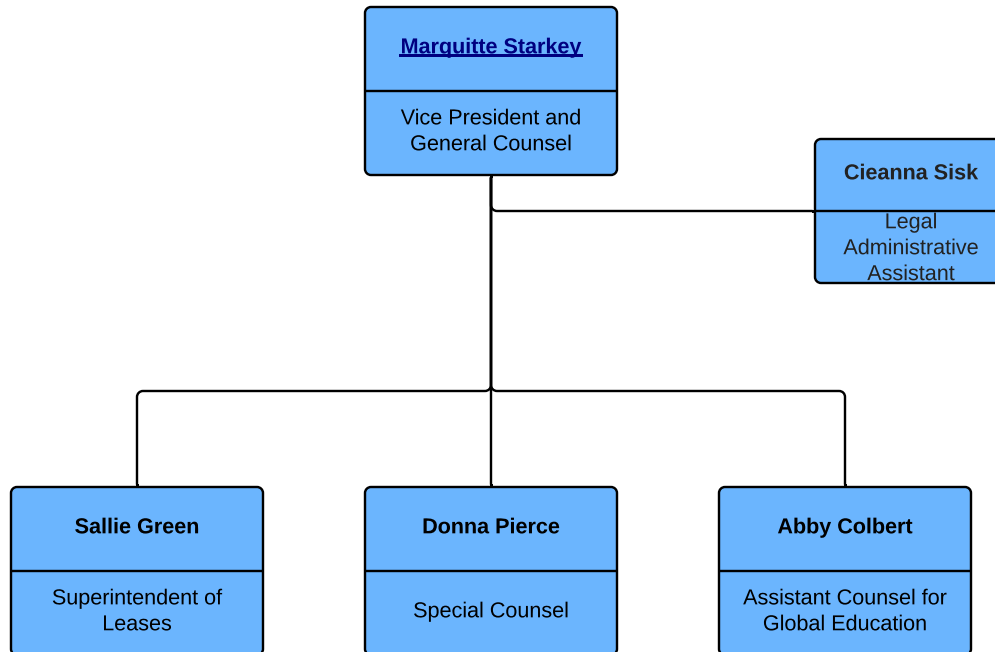 Marquitte Starkey
Vice President and
General Counsel
Cieanna Sisk
Legal
Administrative
Assistant
Sallie Green
Superintendent of
Leases
Donna Pierce
Special Counsel
Abby Colbert
Assistant Counsel for
Global Education